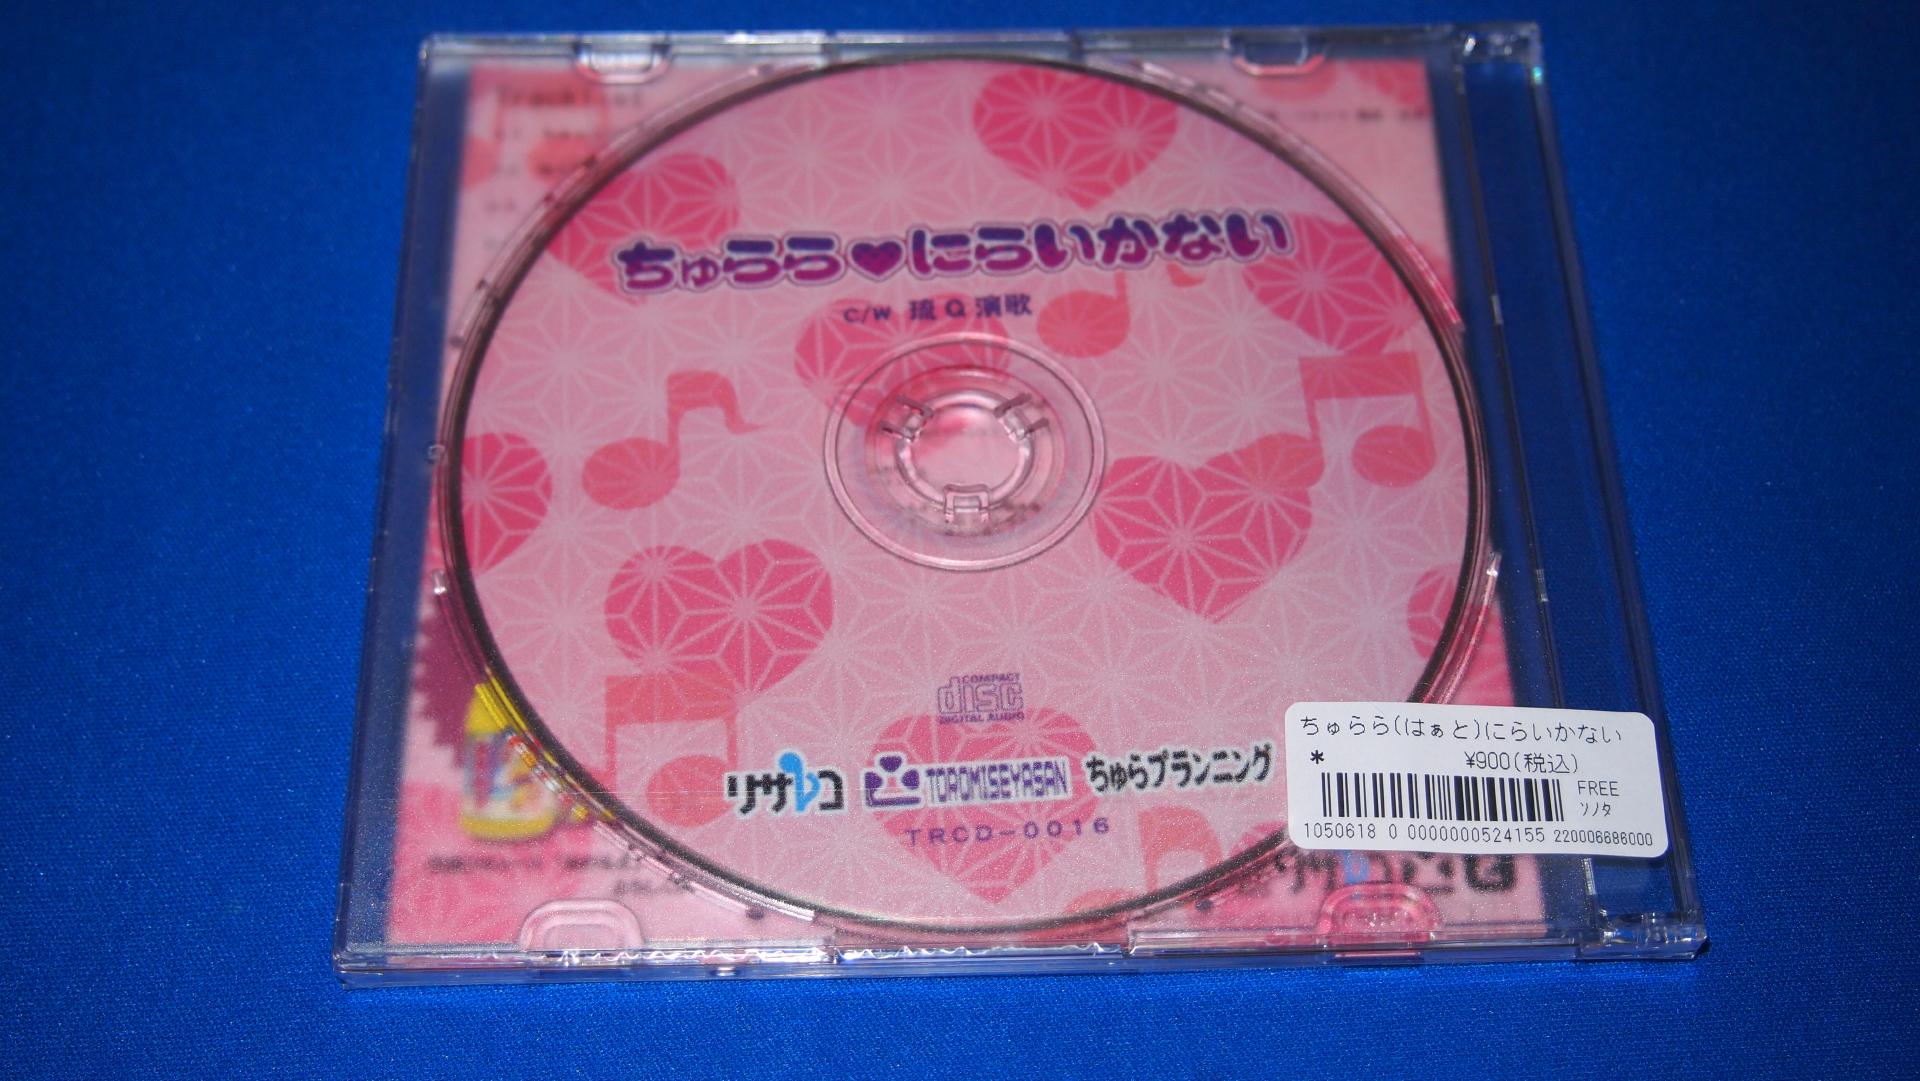 ちゅらら♥にらいかない
c/w 琉Q演歌
COMPACT
disc
DIGITAL AUDIO
リサレコ TOROMISEYASAN ちゅらプランニング
TRCD-0016
ちゅらら(はぁと)にらいかない
* ¥900(税込)
FREE
ソノタ
1050618 0 0000000524155 220006686000